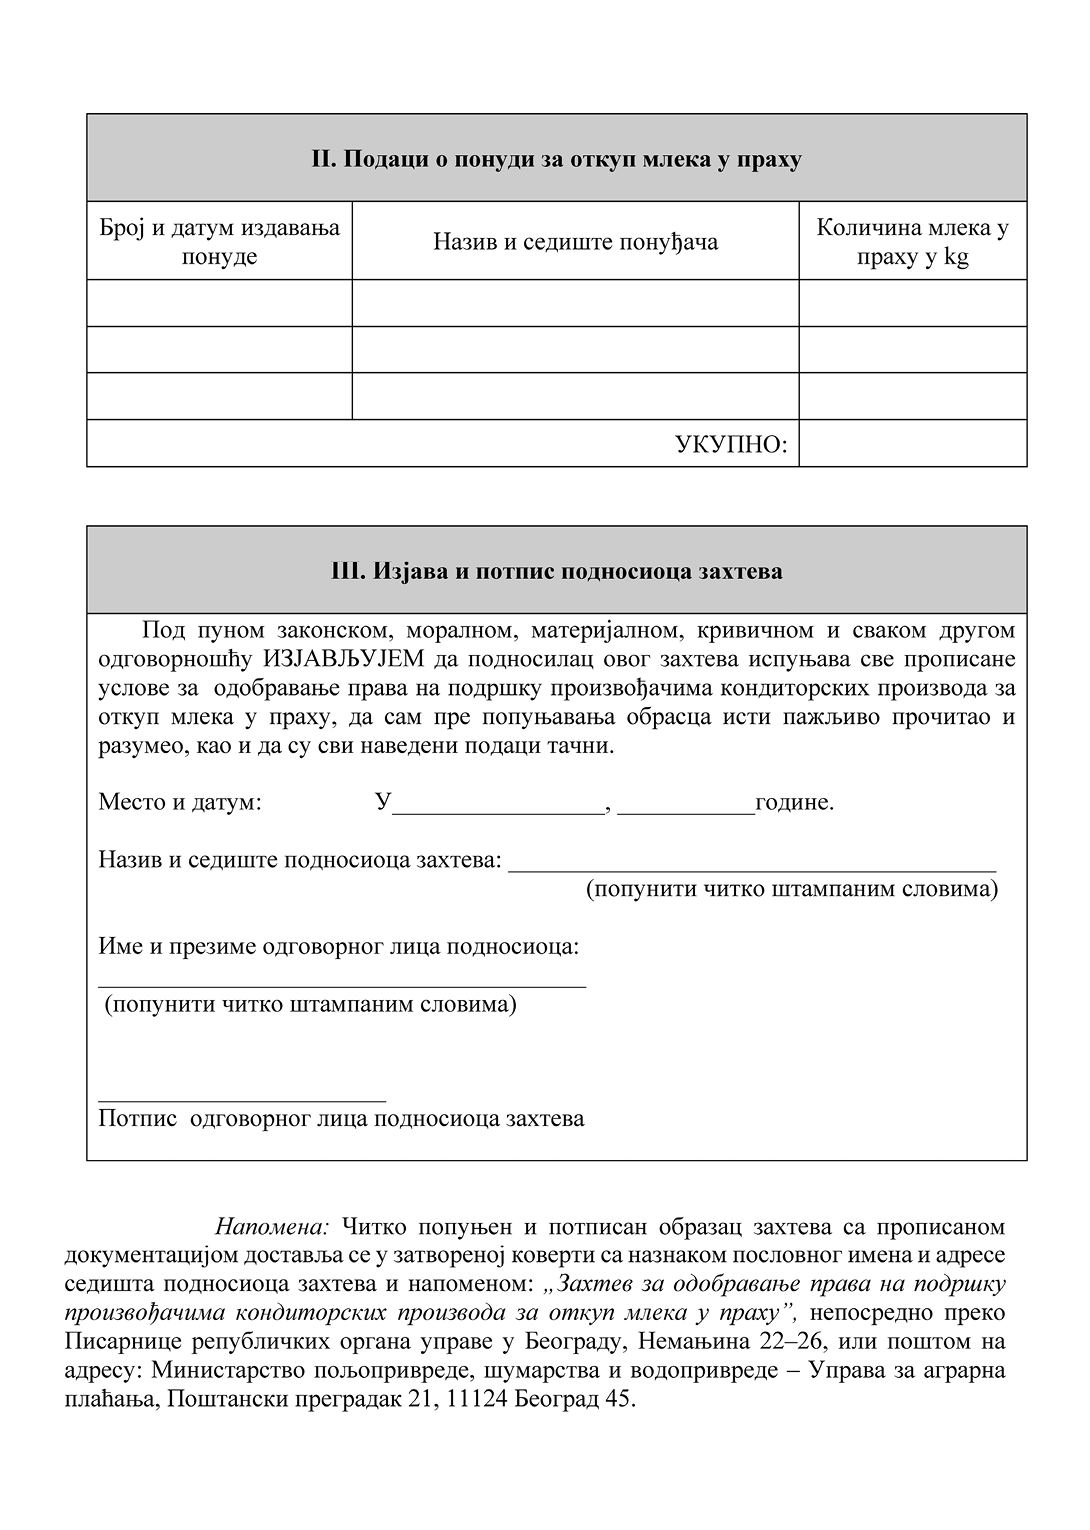 II. Подаци о понуди за откуп млека у праху
Број и датум издавања
понуде
Назив и седиште понуђача
Количина млека у
праху у kg
УКУПНО:
III. Изјава и потпис подносиоца захтева
Под пуном законском, моралном, материјалном, кривичном и сваком другом
одговорношћу ИЗЈАВЉУЈЕМ да подносилац овог захтева испуњава све прописане
услове за  одобравање права на подршку произвођачима кондиторских производа за
откуп млека у праху, да сам пре попуњавања обрасца исти пажљиво прочитао и
разумео, као и да су сви наведени подаци тачни.
Место и датум: У_________________, ___________године.
Назив и седиште подносиоца захтева: _______________________________________
(попунити читко штампаним словима)
Име и презиме одговорног лица подносиоца:
_______________________________________
(попунити читко штампаним словима)
_______________________
Потпис  одговорног лица подносиоца захтева
Напомена: Читко попуњен и потписан образац захтева са прописаном
документацијом доставља се у затвореној коверти са назнаком пословног имена и адресе
седишта подносиоца захтева и напоменом: „Захтев за одобравање права на подршку
произвођачима кондиторских производа за откуп млека у праху”, непосредно преко
Писарнице републичких органа управе у Београду, Немањина 22–26, или поштом на
адресу: Министарство пољопривреде, шумарства и водопривреде – Управа за аграрна
плаћања, Поштански преградак 21, 11124 Београд 45.